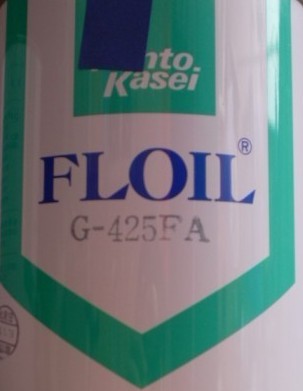 nto
Kasei
FLOIL®
G-425FA